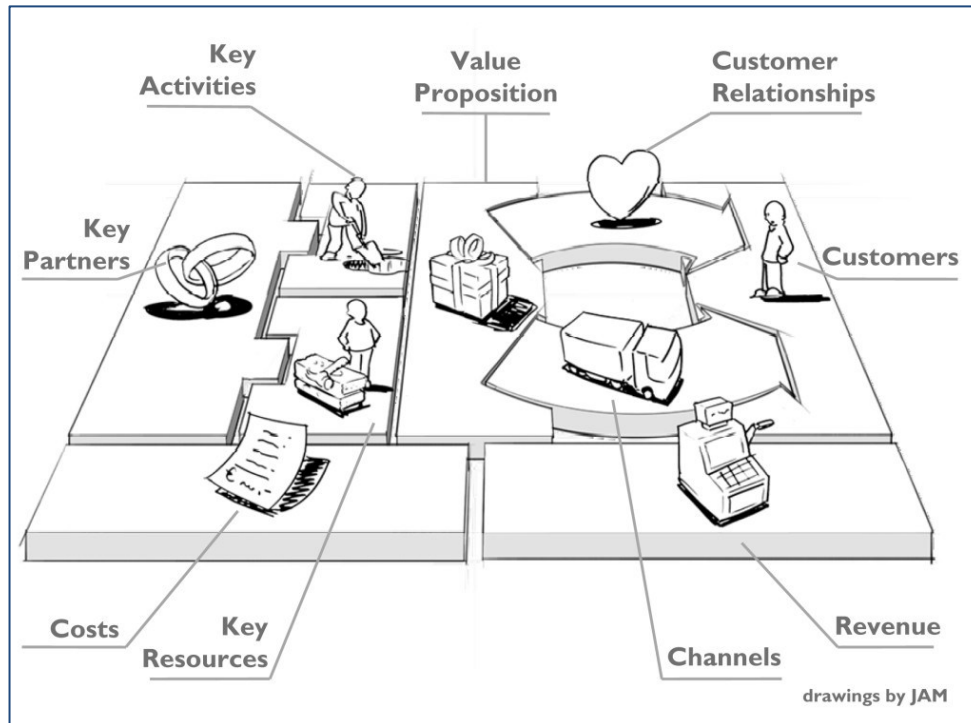 Key
Activities
Value
Proposition
Customer
Relationships
Key
Partners
Customers
Costs
Key
Resources
Channels
Revenue
drawings by JAM